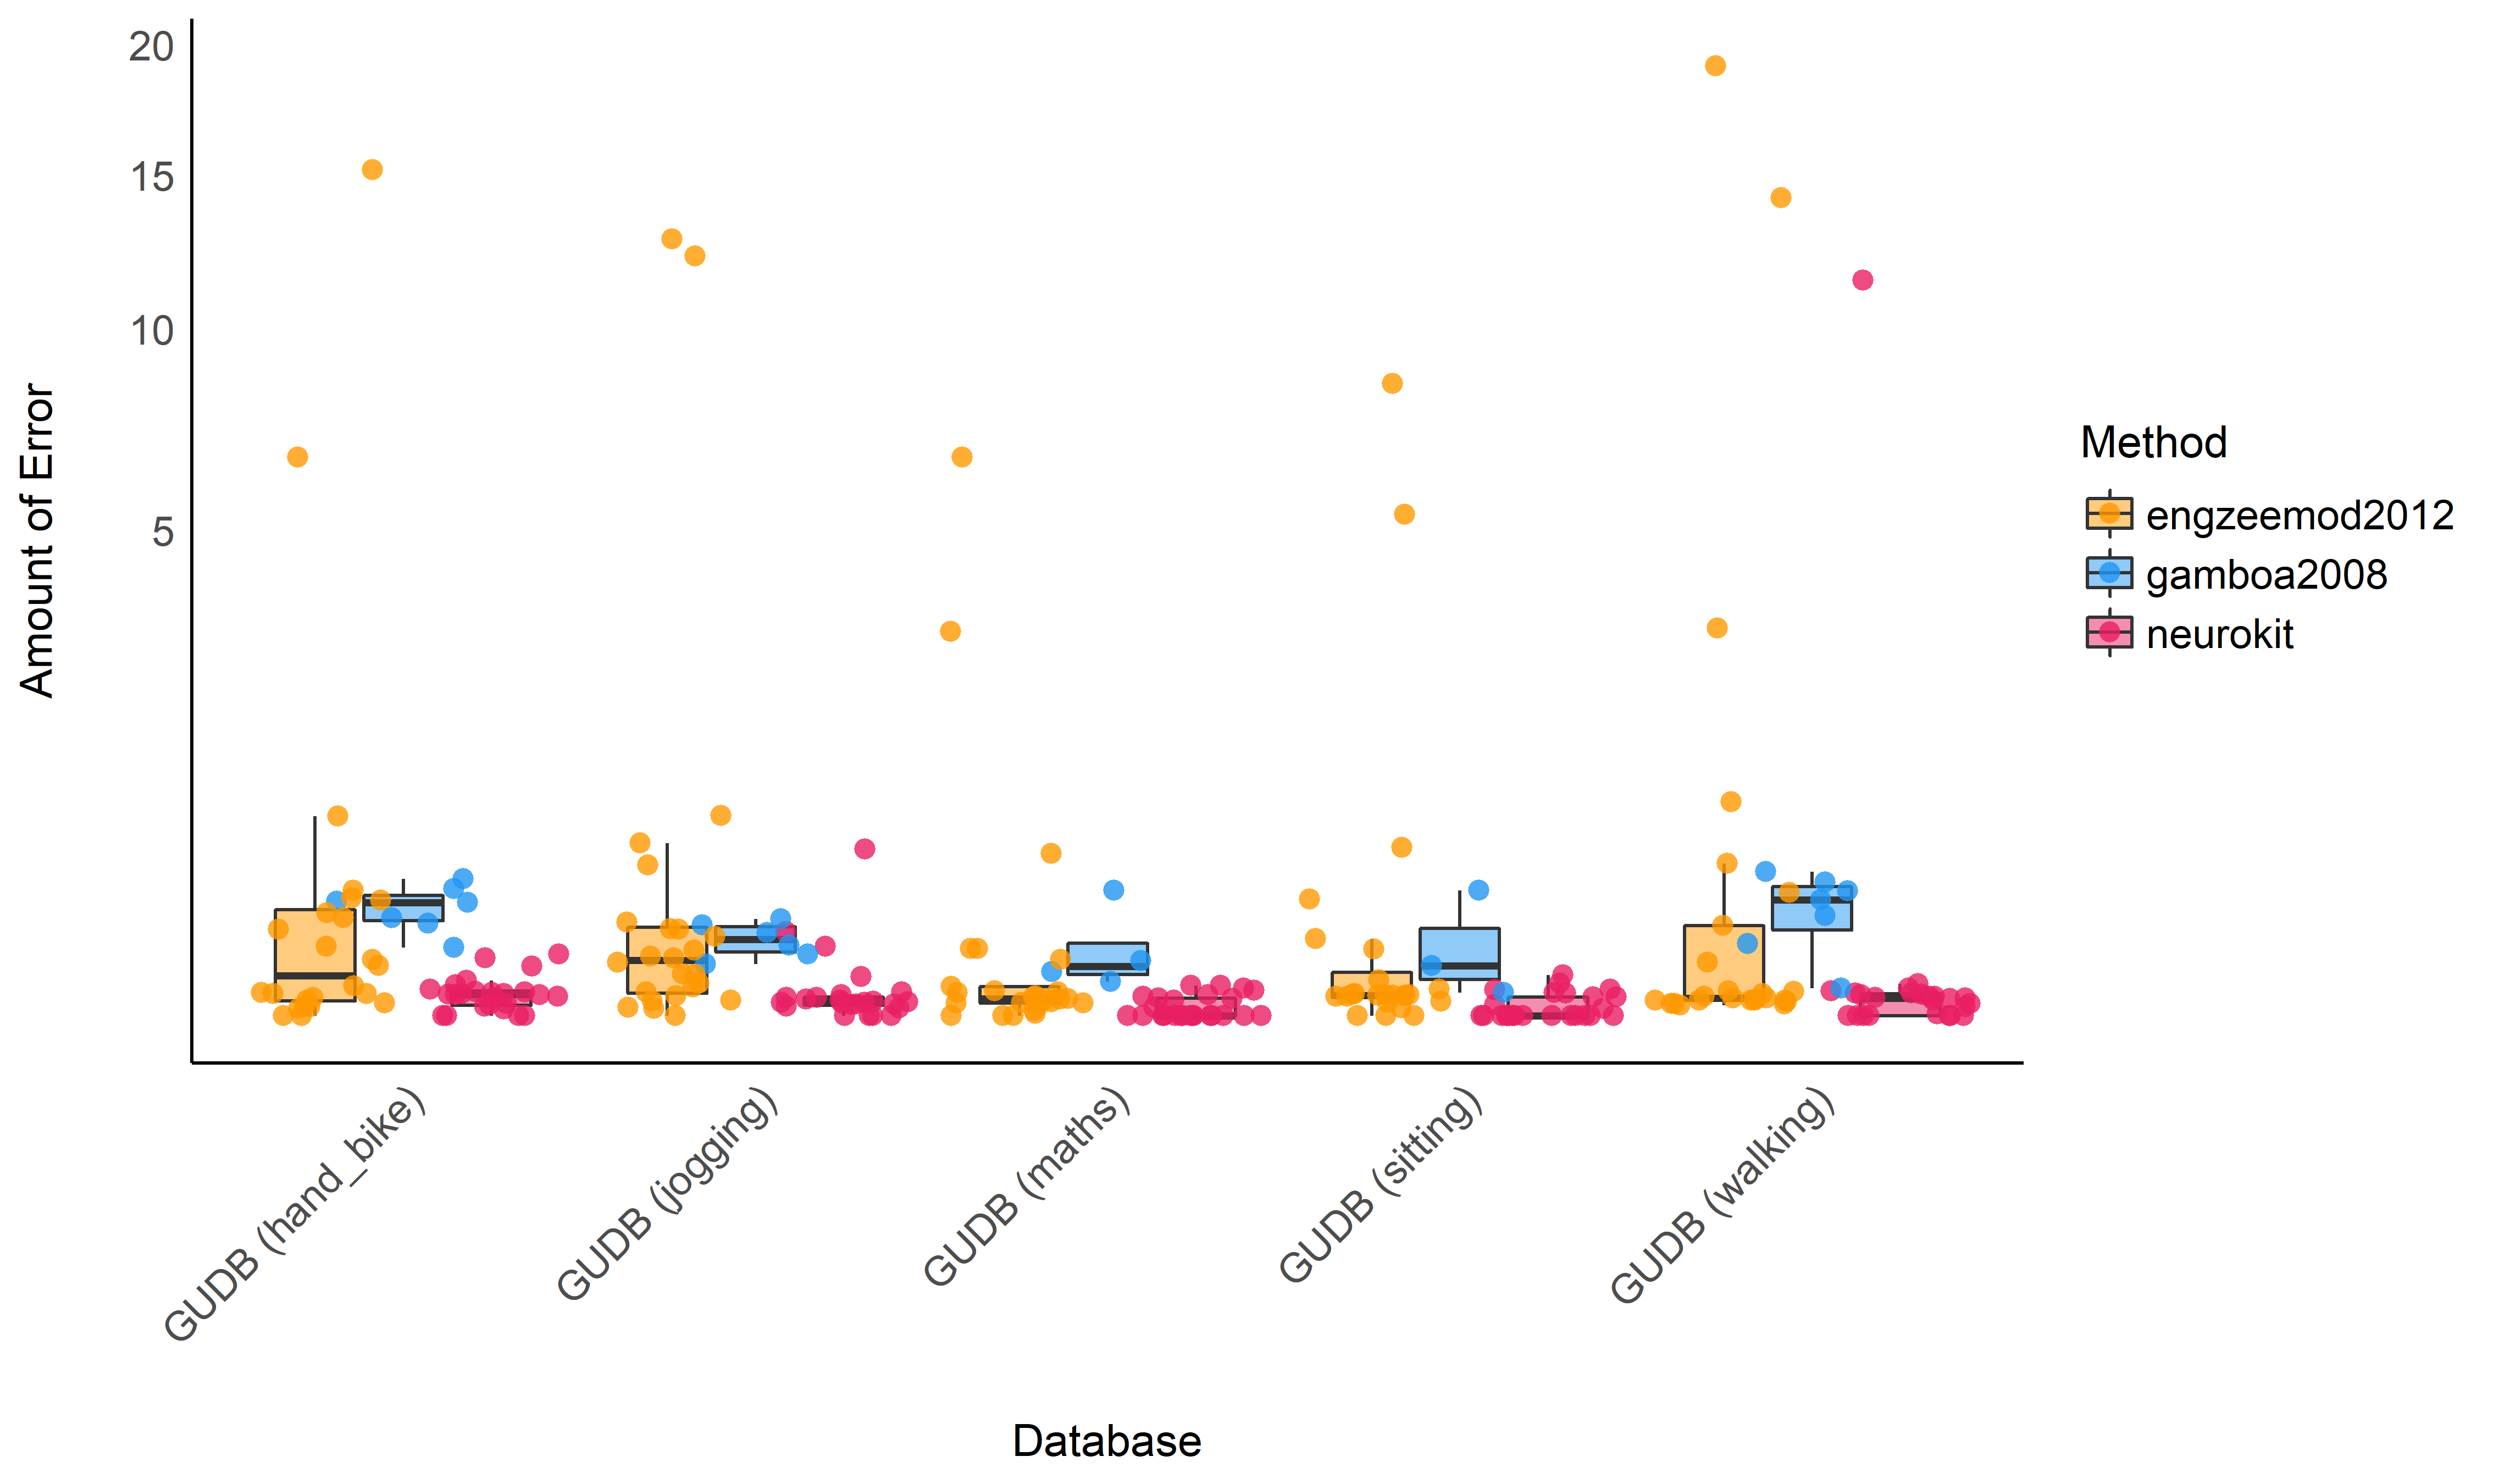 20
15
10
5
Amount of Error
GUDB (hand_bike)
GUDB (jogging)
GUDB (maths)
GUDB (sitting)
GUDB (walking)
Database
Method
engzeemod2012
gamboa2008
neurokit